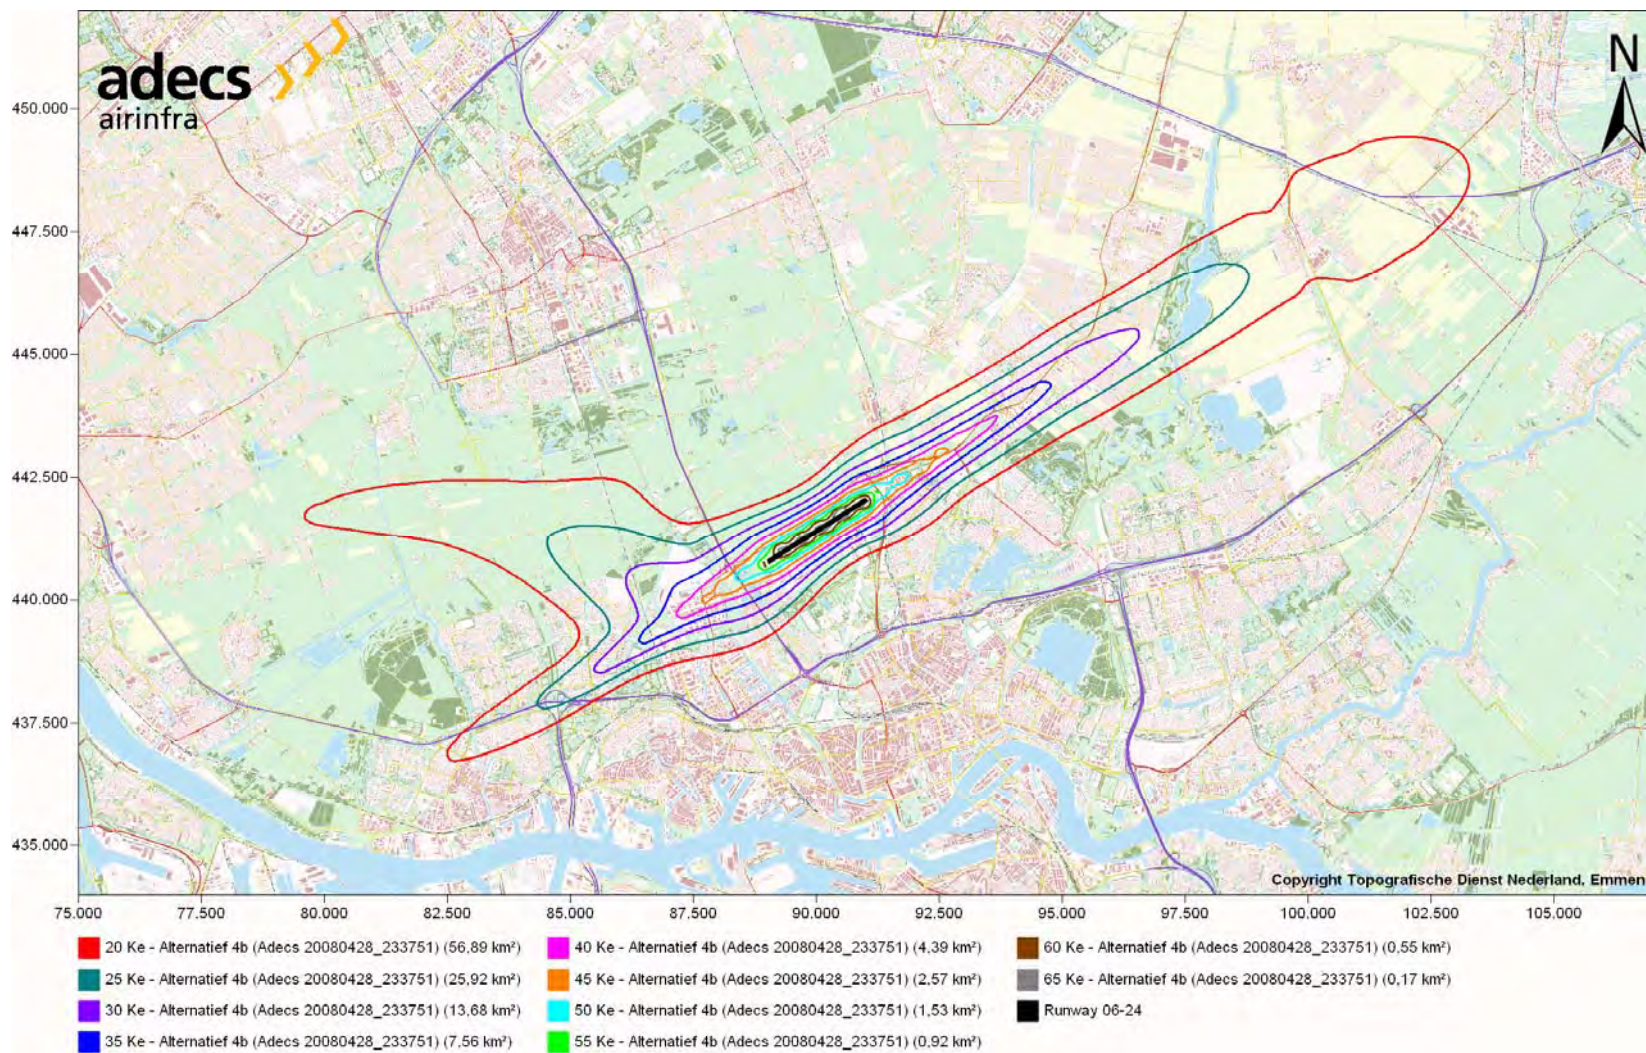 adecs
airinfra
N
450.000
447.500
445.000
442.500
440.000
437.500
435.000
Copyright Topografische Dienst Nederland, Emmen
75.000 77.500 80.000 82.500 85.000 87.500 90.000 92.500 95.000 97.500 100.000 102.500 105.000
20 Ke - Alternatief 4b (Adecs 20080428_233751) (56,89 km²)
25 Ke - Alternatief 4b (Adecs 20080428_233751) (25,92 km²)
30 Ke - Alternatief 4b (Adecs 20080428_233751) (13,68 km²)
35 Ke - Alternatief 4b (Adecs 20080428_233751) (7,56 km²)
40 Ke - Alternatief 4b (Adecs 20080428_233751) (4,39 km²)
45 Ke - Alternatief 4b (Adecs 20080428_233751) (2,57 km²)
50 Ke - Alternatief 4b (Adecs 20080428_233751) (1,53 km²)
55 Ke - Alternatief 4b (Adecs 20080428_233751) (0,92 km²)
60 Ke - Alternatief 4b (Adecs 20080428_233751) (0,55 km²)
65 Ke - Alternatief 4b (Adecs 20080428_233751) (0,17 km²)
Runway 06-24